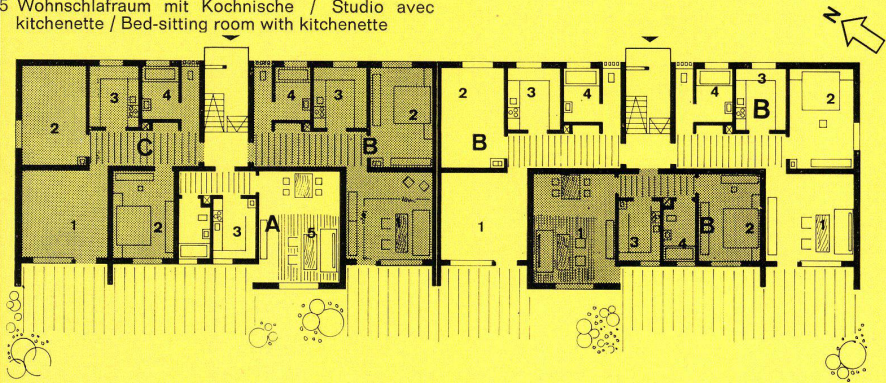 5 Wohnschlafraum mit Kochnische / Studio avec
kitchenette / Bed-sitting room with kitchenette
N
2 3 4 4 3 2 2 3 4 4 3 2
C B B B
1 2 3 A 5 1 1 1 3 4 B 2 1